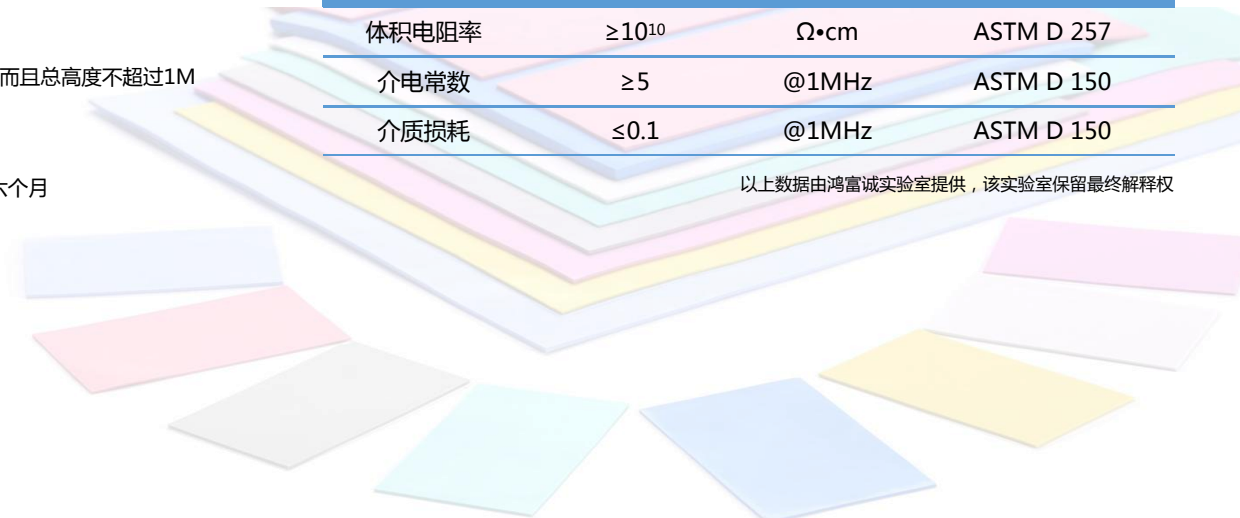 体积电阻率 ≥10¹⁰ Ω•cm ASTM D 257
而且总高度不超过1M
介电常数 ≥5 @1MHz ASTM D 150
介质损耗 ≤0.1 @1MHz ASTM D 150
个月
以上数据由鸿富诚实验室提供，该实验室保留最终解释权